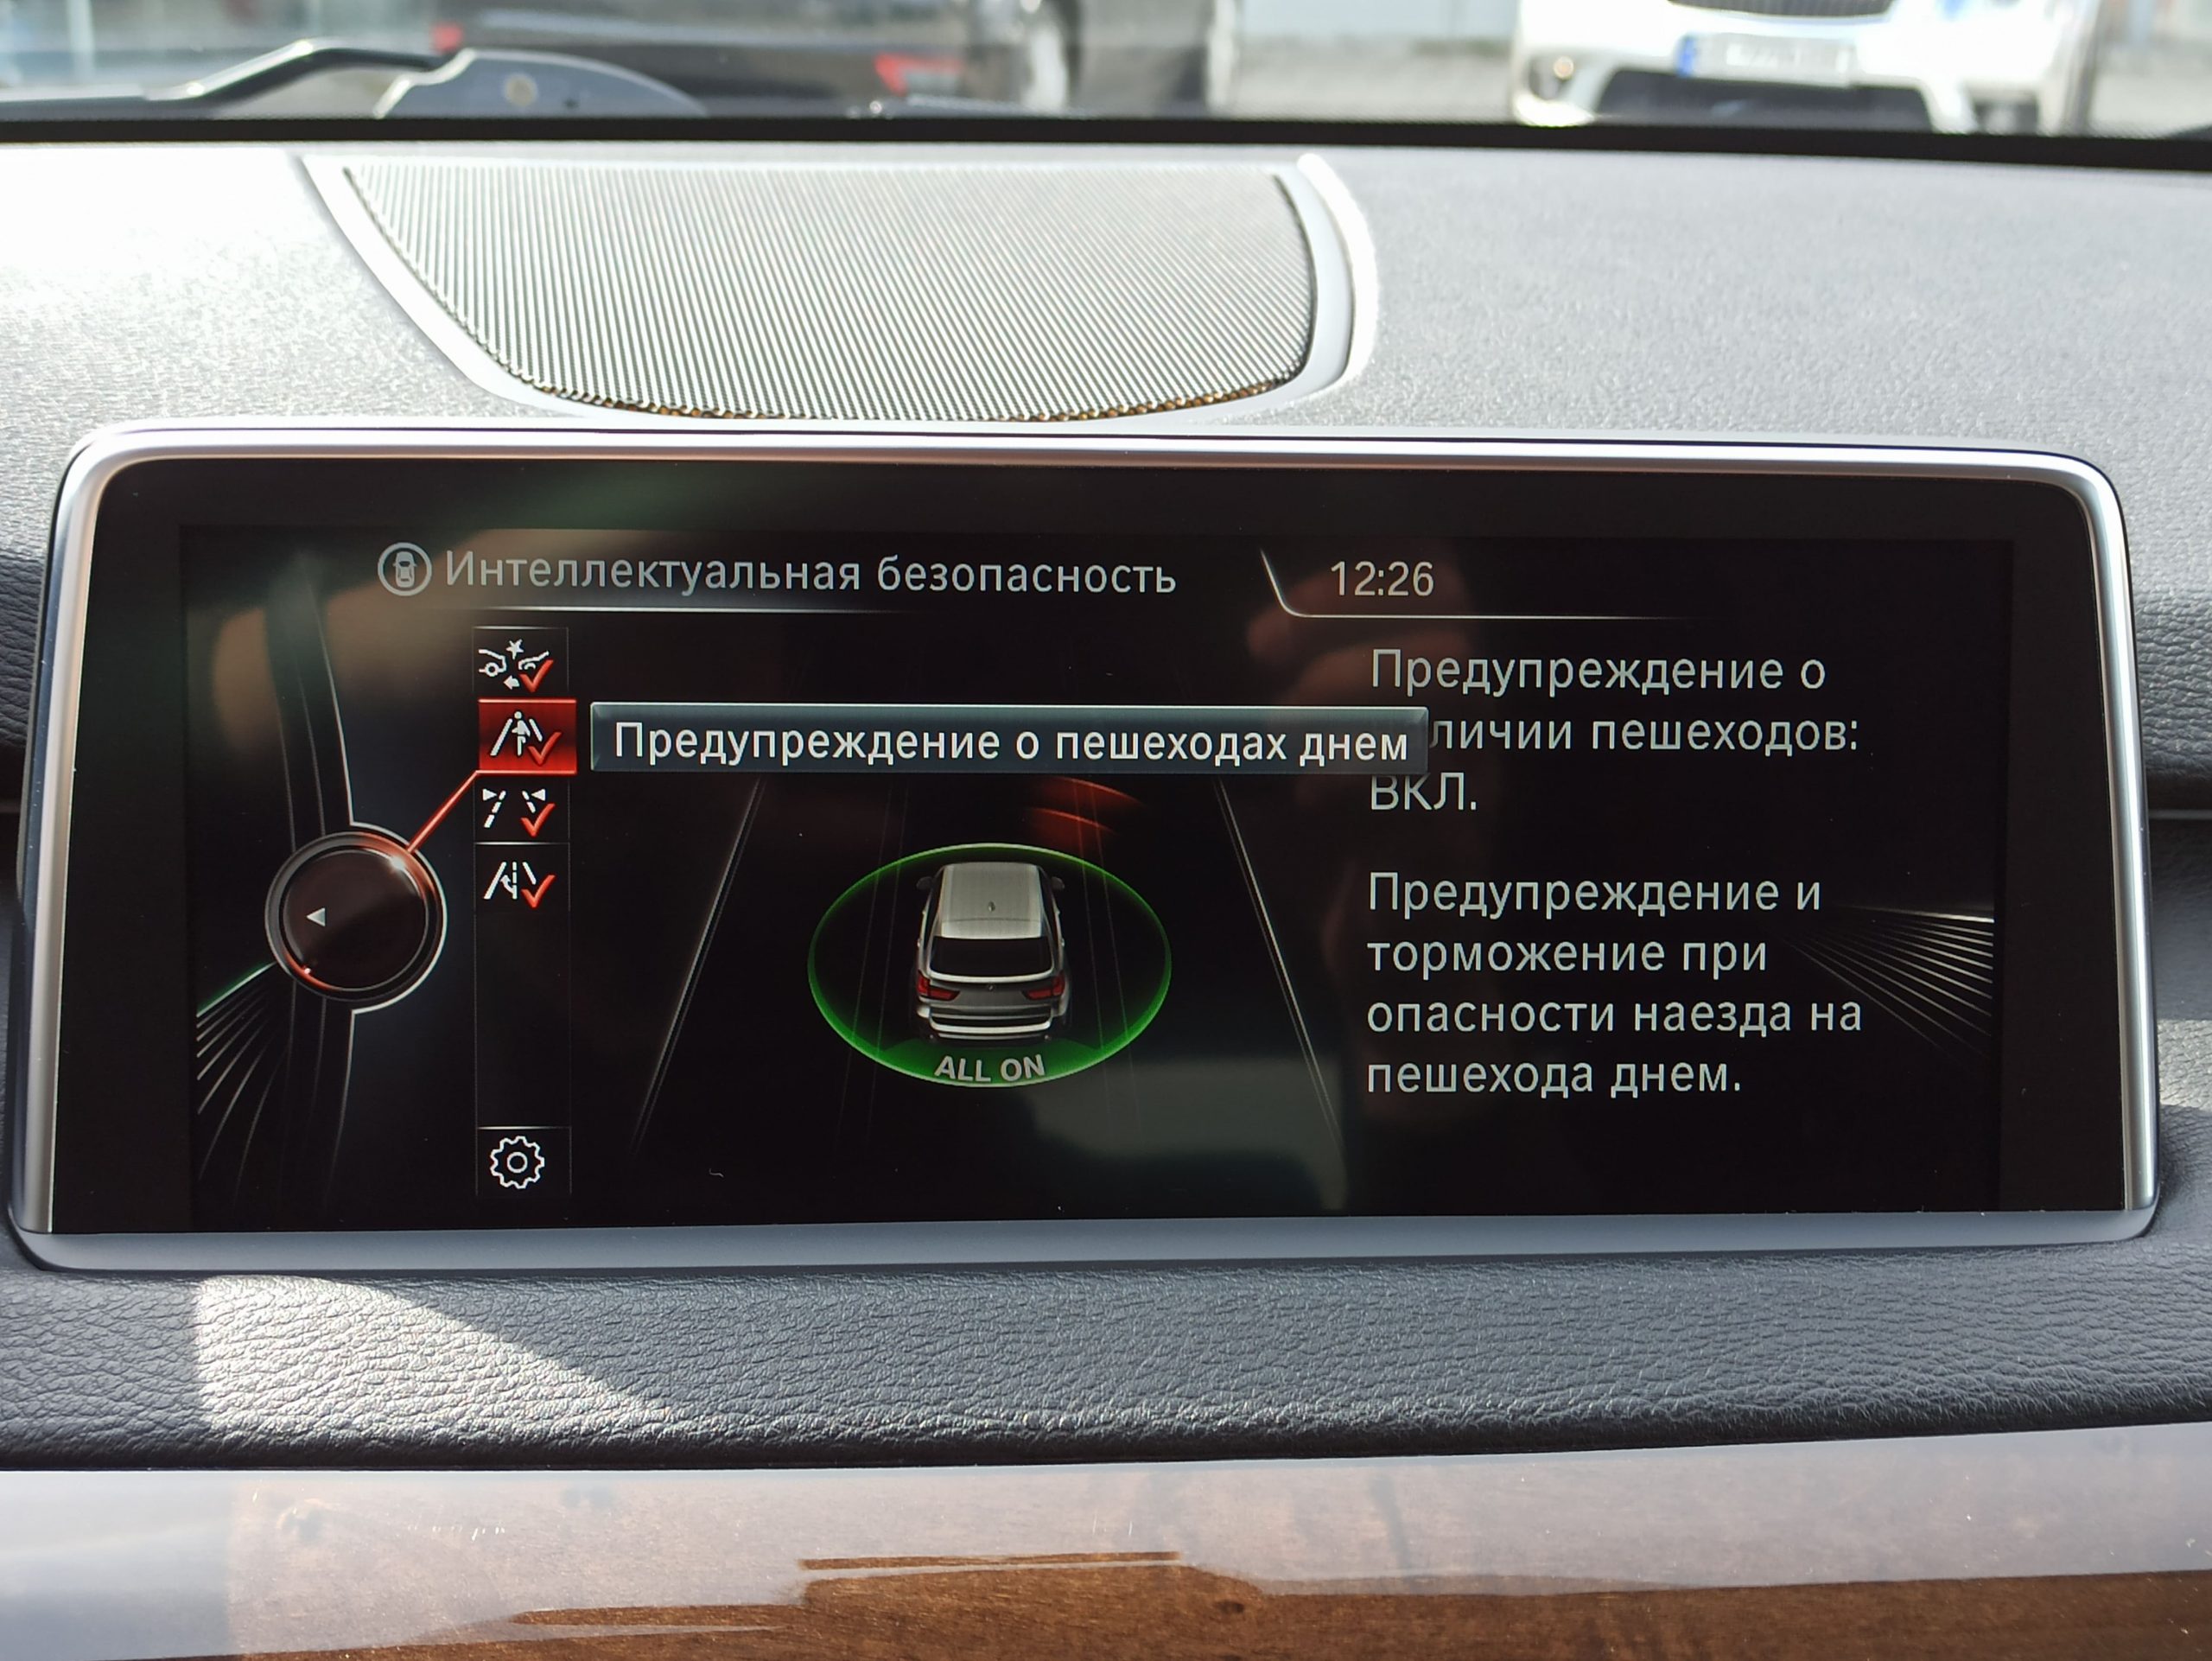 Интеллектуальная безопасность
12:26
Предупреждение о пешеходах днем
Предупреждение о
личии пешеходов:
ВКЛ.
Предупреждение и
торможение при
опасности наезда на
пешехода днем.
ALL ON